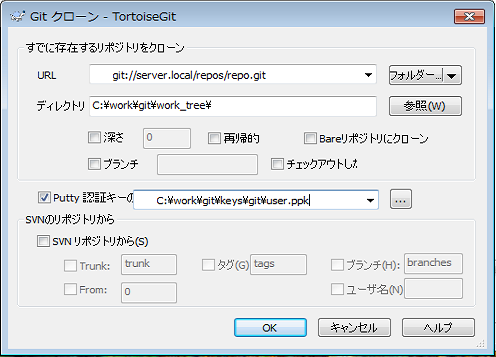 Git クローン - TortoiseGit
すでに存在するリポジトリをクローン
URL git://server.local/repos/repo.git フォルダー...
ディレクトリ C:¥work¥git¥work_tree¥ 参照(W)
深さ 0 再帰的 Bareリポジトリにクローン
ブランチ チェックアウトした
Putty 認証キーの C:¥work¥git¥keys¥git¥user.ppk ...
SVNのリポジトリから
SVN リポジトリから(S)
Trunk: trunk タグ(G) tags ブランチ(H): branches
From: 0 ユーザ名(N)
OK キャンセル ヘルプ